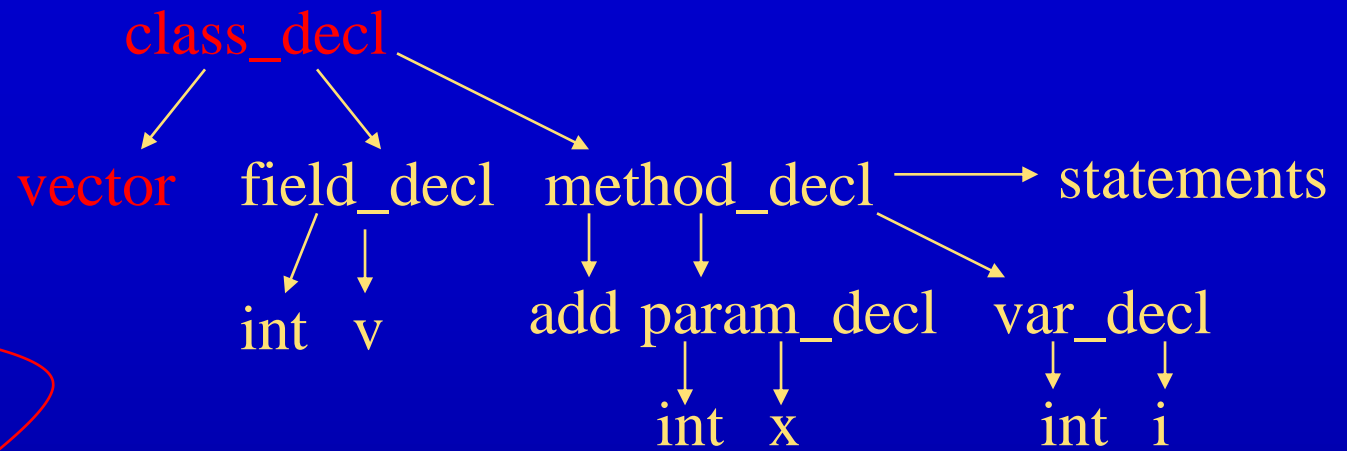 class_decl
vector field_decl method_decl statements
int v add param_decl var_decl
int x int i